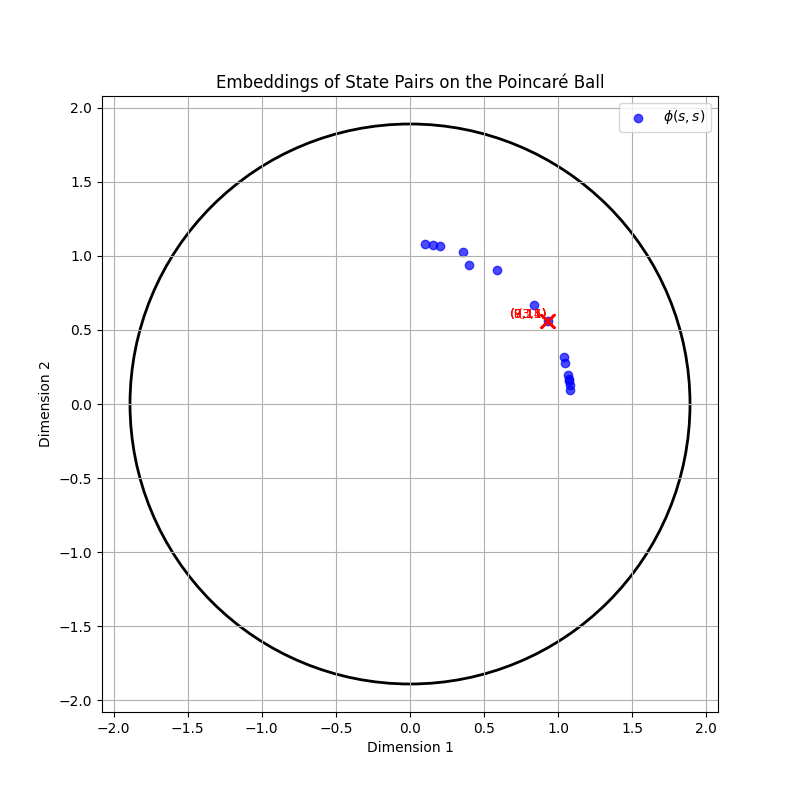 Embeddings of State Pairs on the Poincaré Ball
ϕ(s, s)
2.0
1.5
1.0
0.5
0.0
−0.5
−1.0
−1.5
−2.0
Dimension 2
−2.0 −1.5 −1.0 −0.5 0.0 0.5 1.0 1.5 2.0
Dimension 1